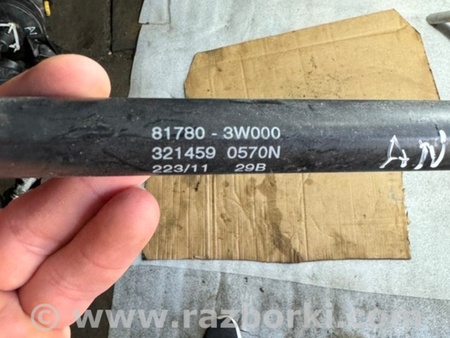 81780 - 3W000
321459 0570N
223/11 29B
www.razborki.com